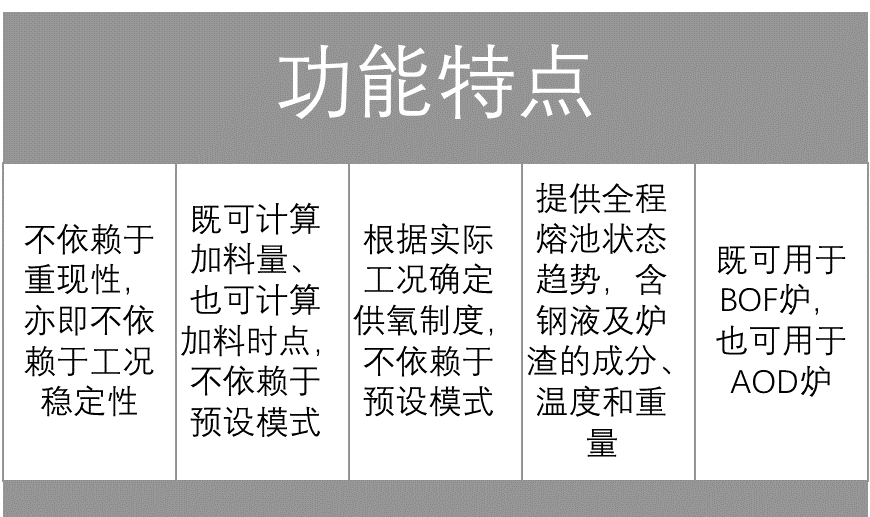 功能特点
不依赖于
重现性，
亦即不依
赖于工况
稳定性
既可计算
加料量、
也可计算
加料时点，
不依赖于
预设模式
根据实际
工况确定
供氧制度，
不依赖于
预设模式
提供全程
熔池状态
趋势，含
钢液及炉
渣的成分、
温度和重
量
既可用于
BOF炉，
也可用于
AOD炉